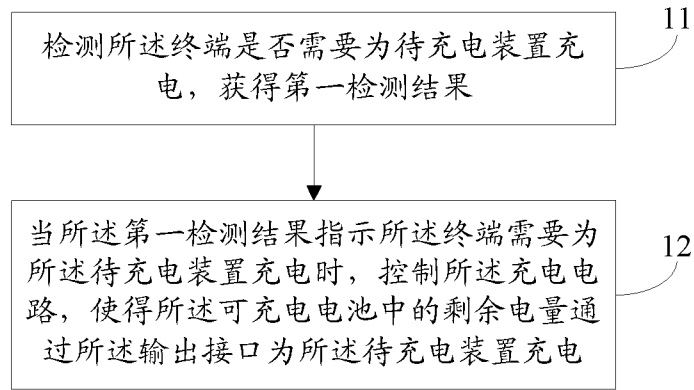 11
检测所述终端是否需要为待充电装置充
电，获得第一检测结果
12
当所述第一检测结果指示所述终端需要为
所述待充电装置充电时，控制所述充电电
路，使得所述可充电电池中的剩余电量通
过所述输出接口为所述待充电装置充电